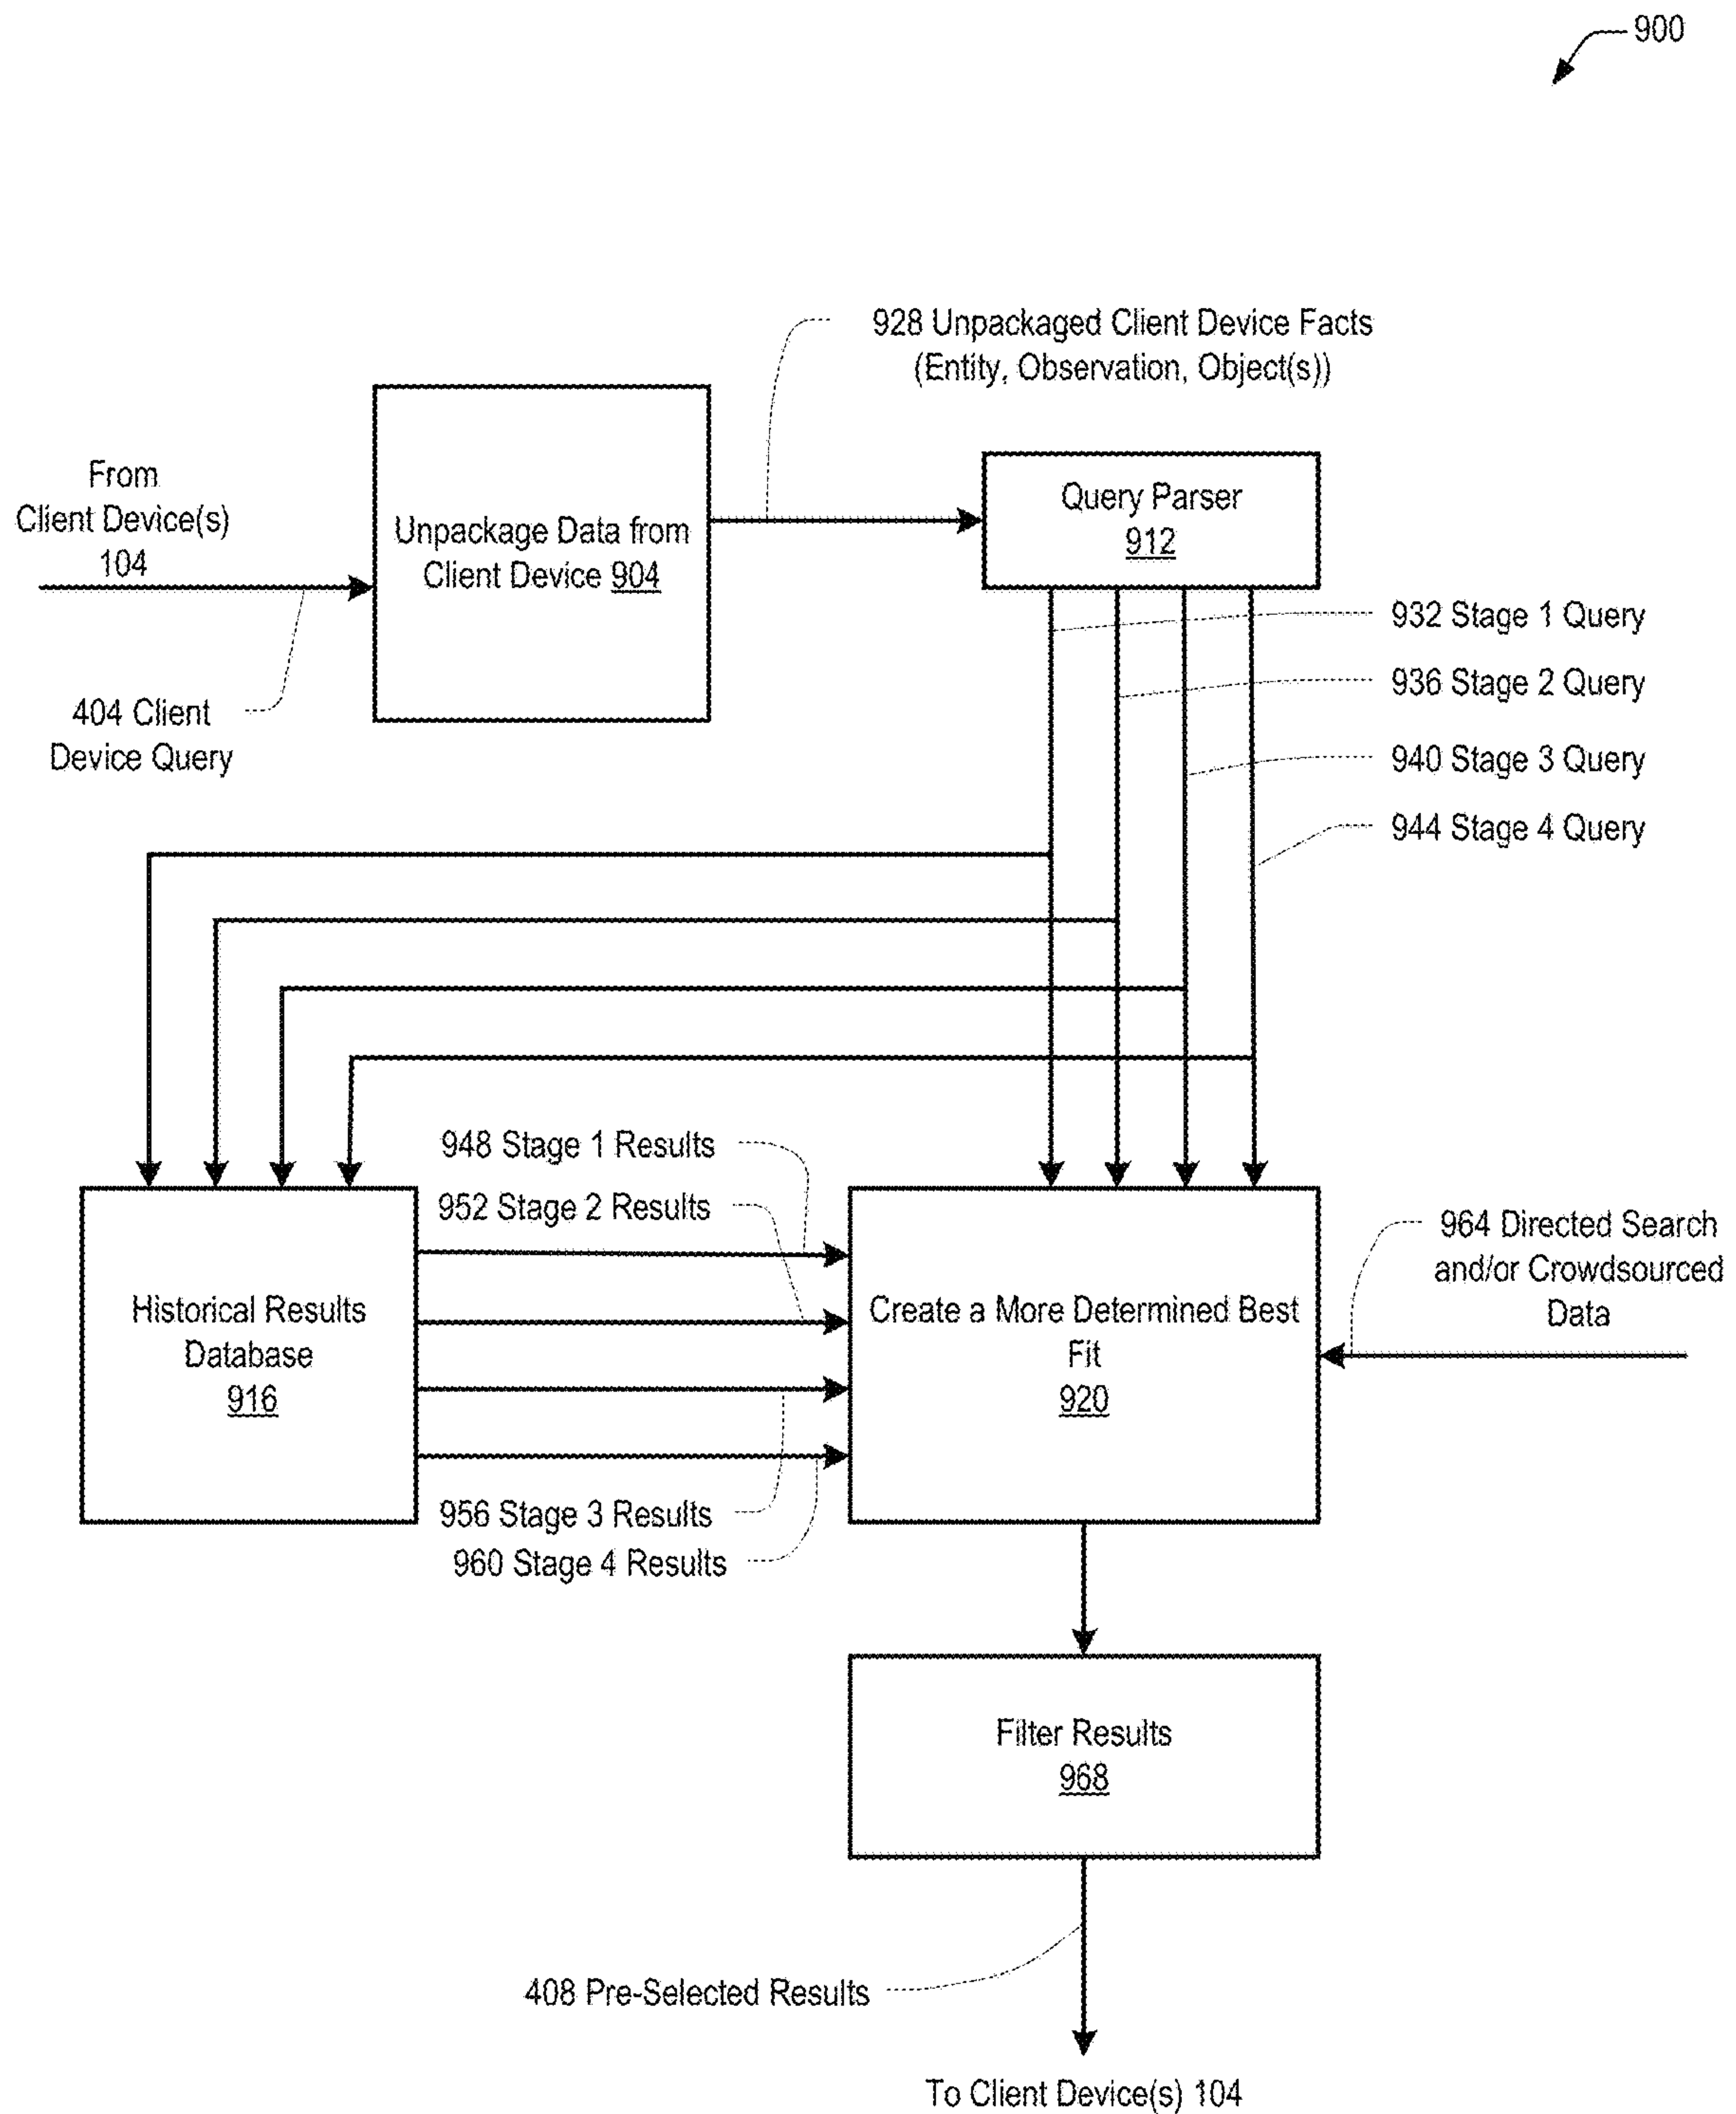 900
928 Unpackaged Client Device Facts
(Entity, Observation, Object(s))
From
Client Device(s)
104
Unpackage Data from
Client Device 904
Query Parser
912
404 Client
Device Query
932 Stage 1 Query
936 Stage 2 Query
940 Stage 3 Query
944 Stage 4 Query
948 Stage 1 Results
952 Stage 2 Results
Historical Results
Database
916
956 Stage 3 Results
960 Stage 4 Results
Create a More Determined Best
Fit
920
964 Directed Search
and/or Crowdsourced
Data
Filter Results
968
408 Pre-Selected Results
To Client Device(s) 104